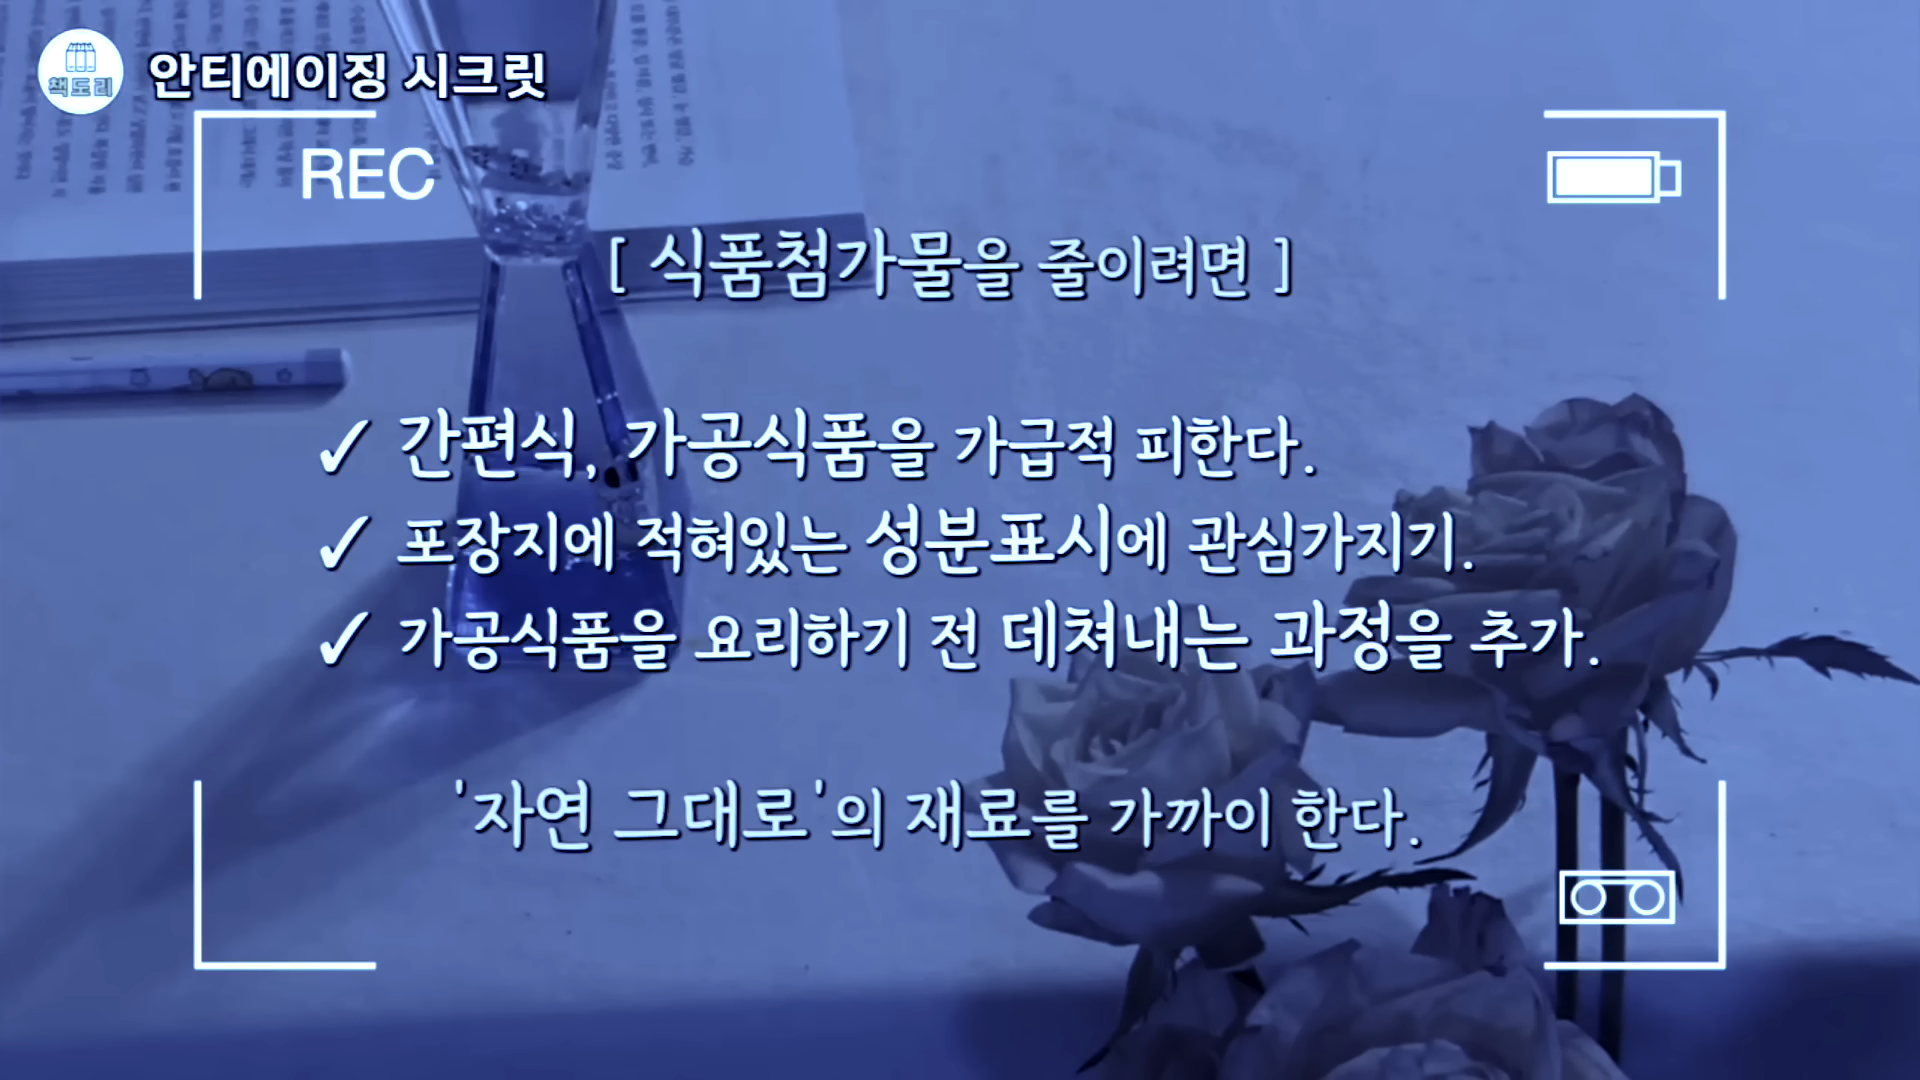 책도리
안티에이징 시크릿
REC
[ 식품첨가물을 줄이려면 ]
✓ 간편식, 가공식품을 가급적 피한다.
✓ 포장지에 적혀있는 성분표시에 관심가지기.
✓ 가공식품을 요리하기 전 데쳐내는 과정을 추가.
'자연 그대로'의 재료를 가까이 한다.